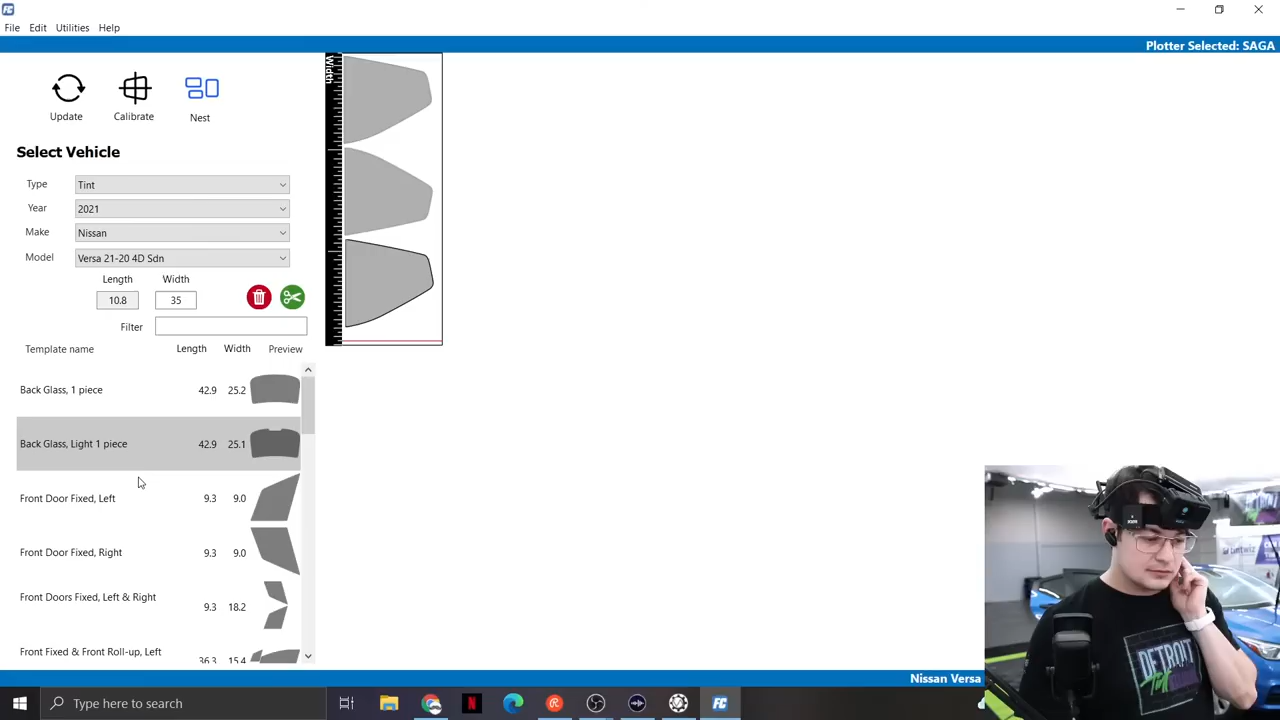 FC
File Edit Utilities Help
Plotter Selected: SAGA
Update Calibrate Nest
Width
Select Vehicle
Type Tint
Year 2021
Make Nissan
Model Versa 21-20 4D Sdn
Length Width
10.8 35
Filter
Template name Length Width Preview
Back Glass, 1 piece 42.9 25.2
Back Glass, Light 1 piece 42.9 25.1
Front Door Fixed, Left 9.3 9.0
Front Door Fixed, Right 9.3 9.0
Front Doors Fixed, Left & Right 9.3 18.2
Front Fixed & Front Roll-up, Left 36.3 15.4
Nissan Versa
tintwiz
DETROIT
Type here to search
FC